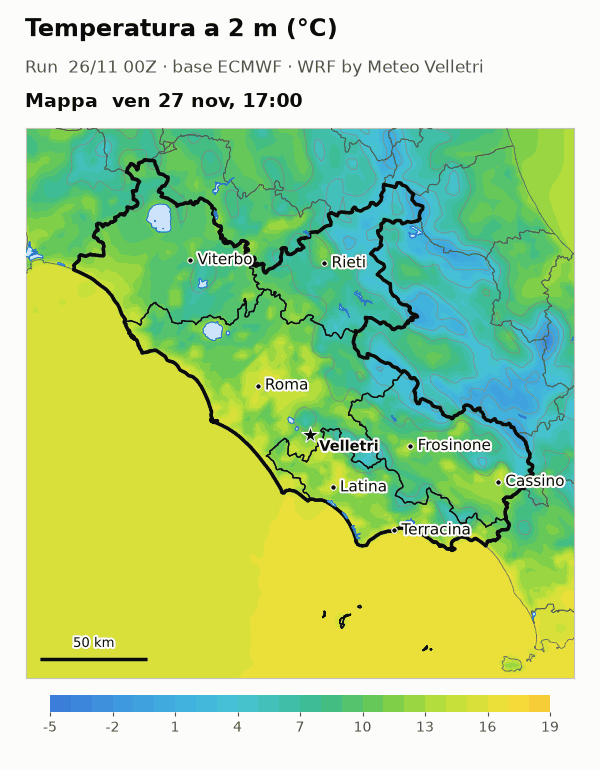 Temperatura a 2 m (°C)
Run  26/11 00Z · base ECMWF · WRF by Meteo Velletri
Mappa  ven 27 nov, 17:00
Viterbo
Rieti
Roma
Velletri
Frosinone
Cassino
Latina
Terracina
50 km
-5 -2 1 4 7 10 13 16 19